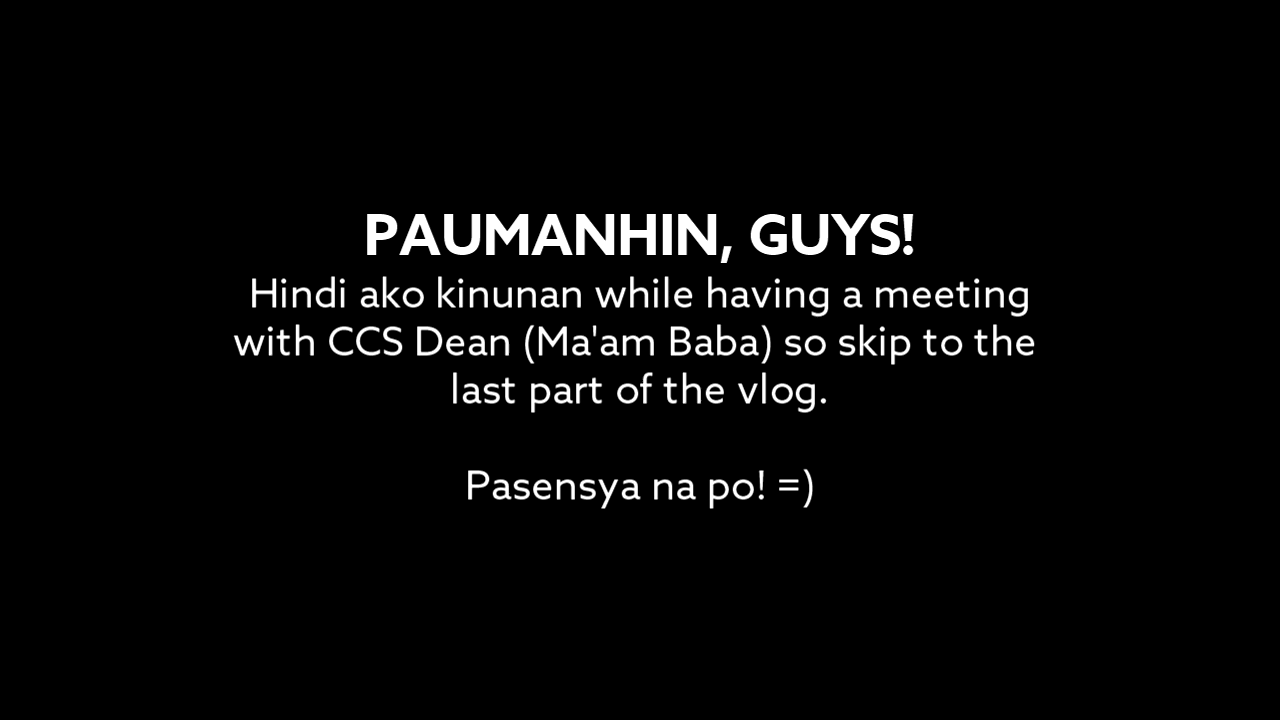 PAUMANHIN, GUYS!
Hindi ako kinunan while having a meeting
with CCS Dean (Ma'am Baba) so skip to the
last part of the vlog.
Pasensya na po! =)